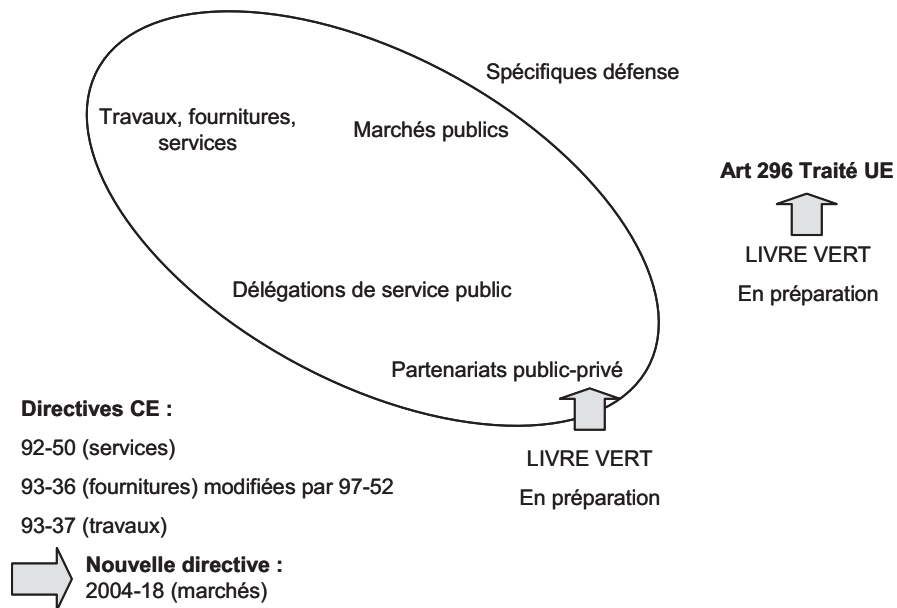 Spécifiques défense
Travaux, fournitures,
services
Marchés publics
Art 296 Traité UE
LIVRE VERT
En préparation
Délégations de service public
Partenariats public-privé
LIVRE VERT
En préparation
Directives CE :
92-50 (services)
93-36 (fournitures) modifiées par 97-52
93-37 (travaux)
Nouvelle directive :
2004-18 (marchés)